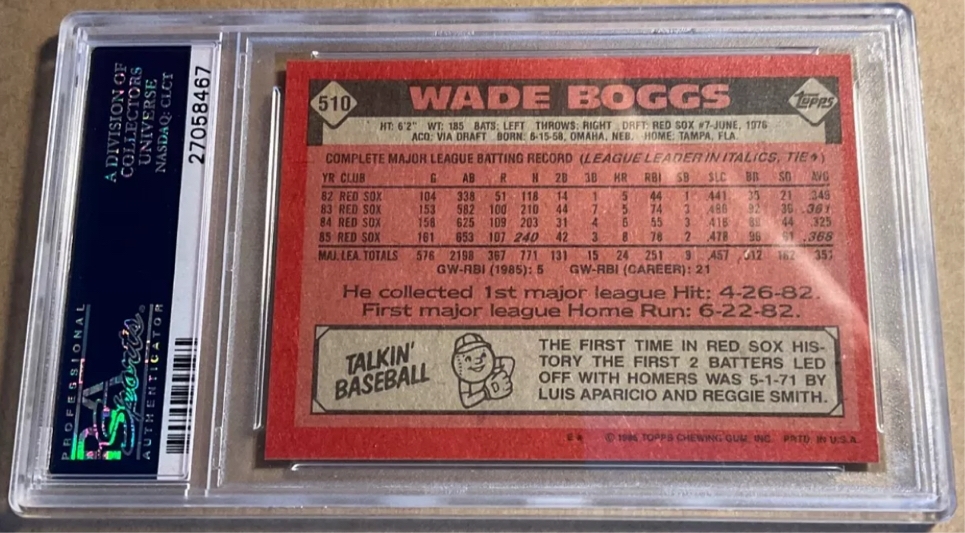 A DIVISION OF
COLLECTORS
UNIVERSE
NASDAQ: CLCT
27058467
PROFESSIONAL
PSA
Sports
AUTHENTICATOR
510
WADE BOGGS
TOPPS
HT: 6'2" WT: 185 BATS: LEFT THROWS: RIGHT DRFT: RED SOX #7-JUNE, 1976
ACQ: VIA DRAFT BORN: 6-15-58, OMAHA, NEB. HOME: TAMPA, FLA.
COMPLETE MAJOR LEAGUE BATTING RECORD (LEAGUE LEADER IN ITALICS, TIE♦)
YR CLUB G AB R H 2B 3B HR RBI SB SLG BB SO AVG
82 RED SOX 104 338 51 118 14 1 5 44 1 .441 35 21 .349
83 RED SOX 153 582 100 210 44 7 5 74 3 .486 92 36 .361
84 RED SOX 158 625 109 203 31 4 6 55 3 .416 89 44 .325
85 RED SOX 161 653 107 240 42 3 8 78 2 .478 96 61 .368
MAJ. LEA. TOTALS 576 2198 367 771 131 15 24 251 9 .457 312 162 .351
GW-RBI (1985): 5 GW-RBI (CAREER): 21
He collected 1st major league Hit: 4-26-82.
First major league Home Run: 6-22-82.
TALKIN'
BASEBALL
THE FIRST TIME IN RED SOX HIS-
TORY THE FIRST 2 BATTERS LED
OFF WITH HOMERS WAS 5-1-71 BY
LUIS APARICIO AND REGGIE SMITH.
© 1986 TOPPS CHEWING GUM, INC. PRTD. IN U.S.A.